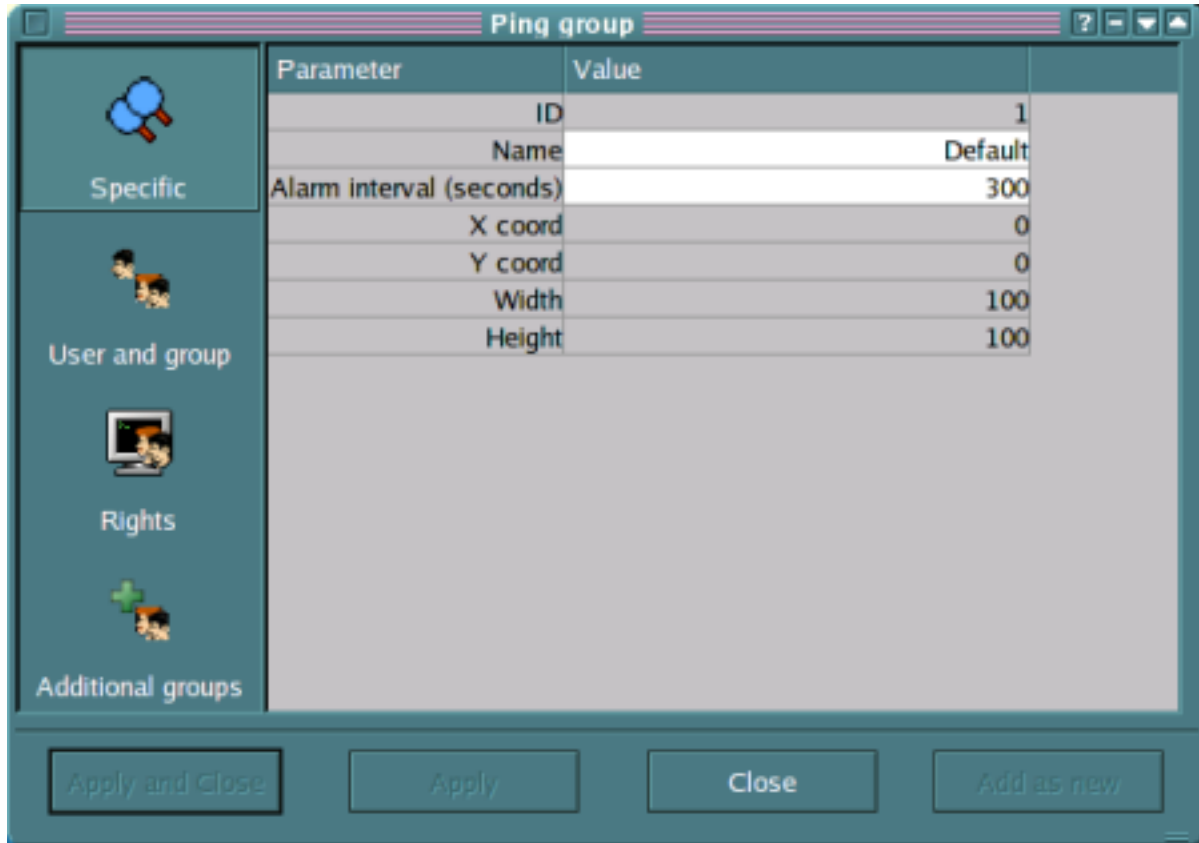 Ping group
?
Parameter Value
ID 1
Name Default
Alarm interval (seconds) 300
X coord 0
Y coord 0
Width 100
Height 100
Specific
User and group
Rights
Additional groups
Apply and Close Apply Close Add as new